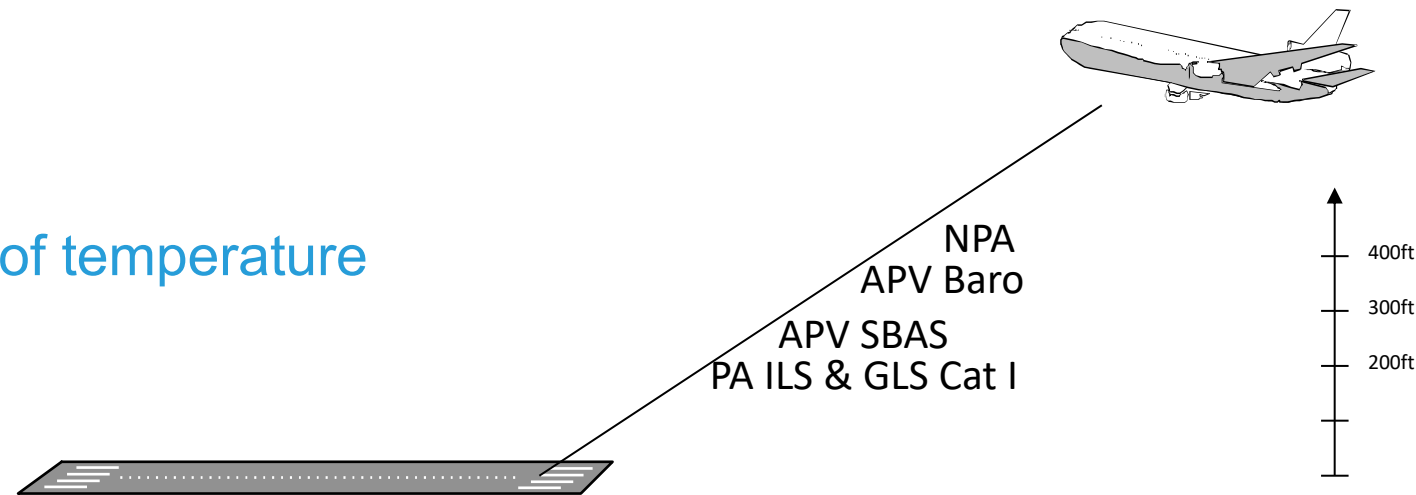 of temperature
NPA
APV Baro
APV SBAS
PA ILS & GLS Cat I
400ft
300ft
200ft